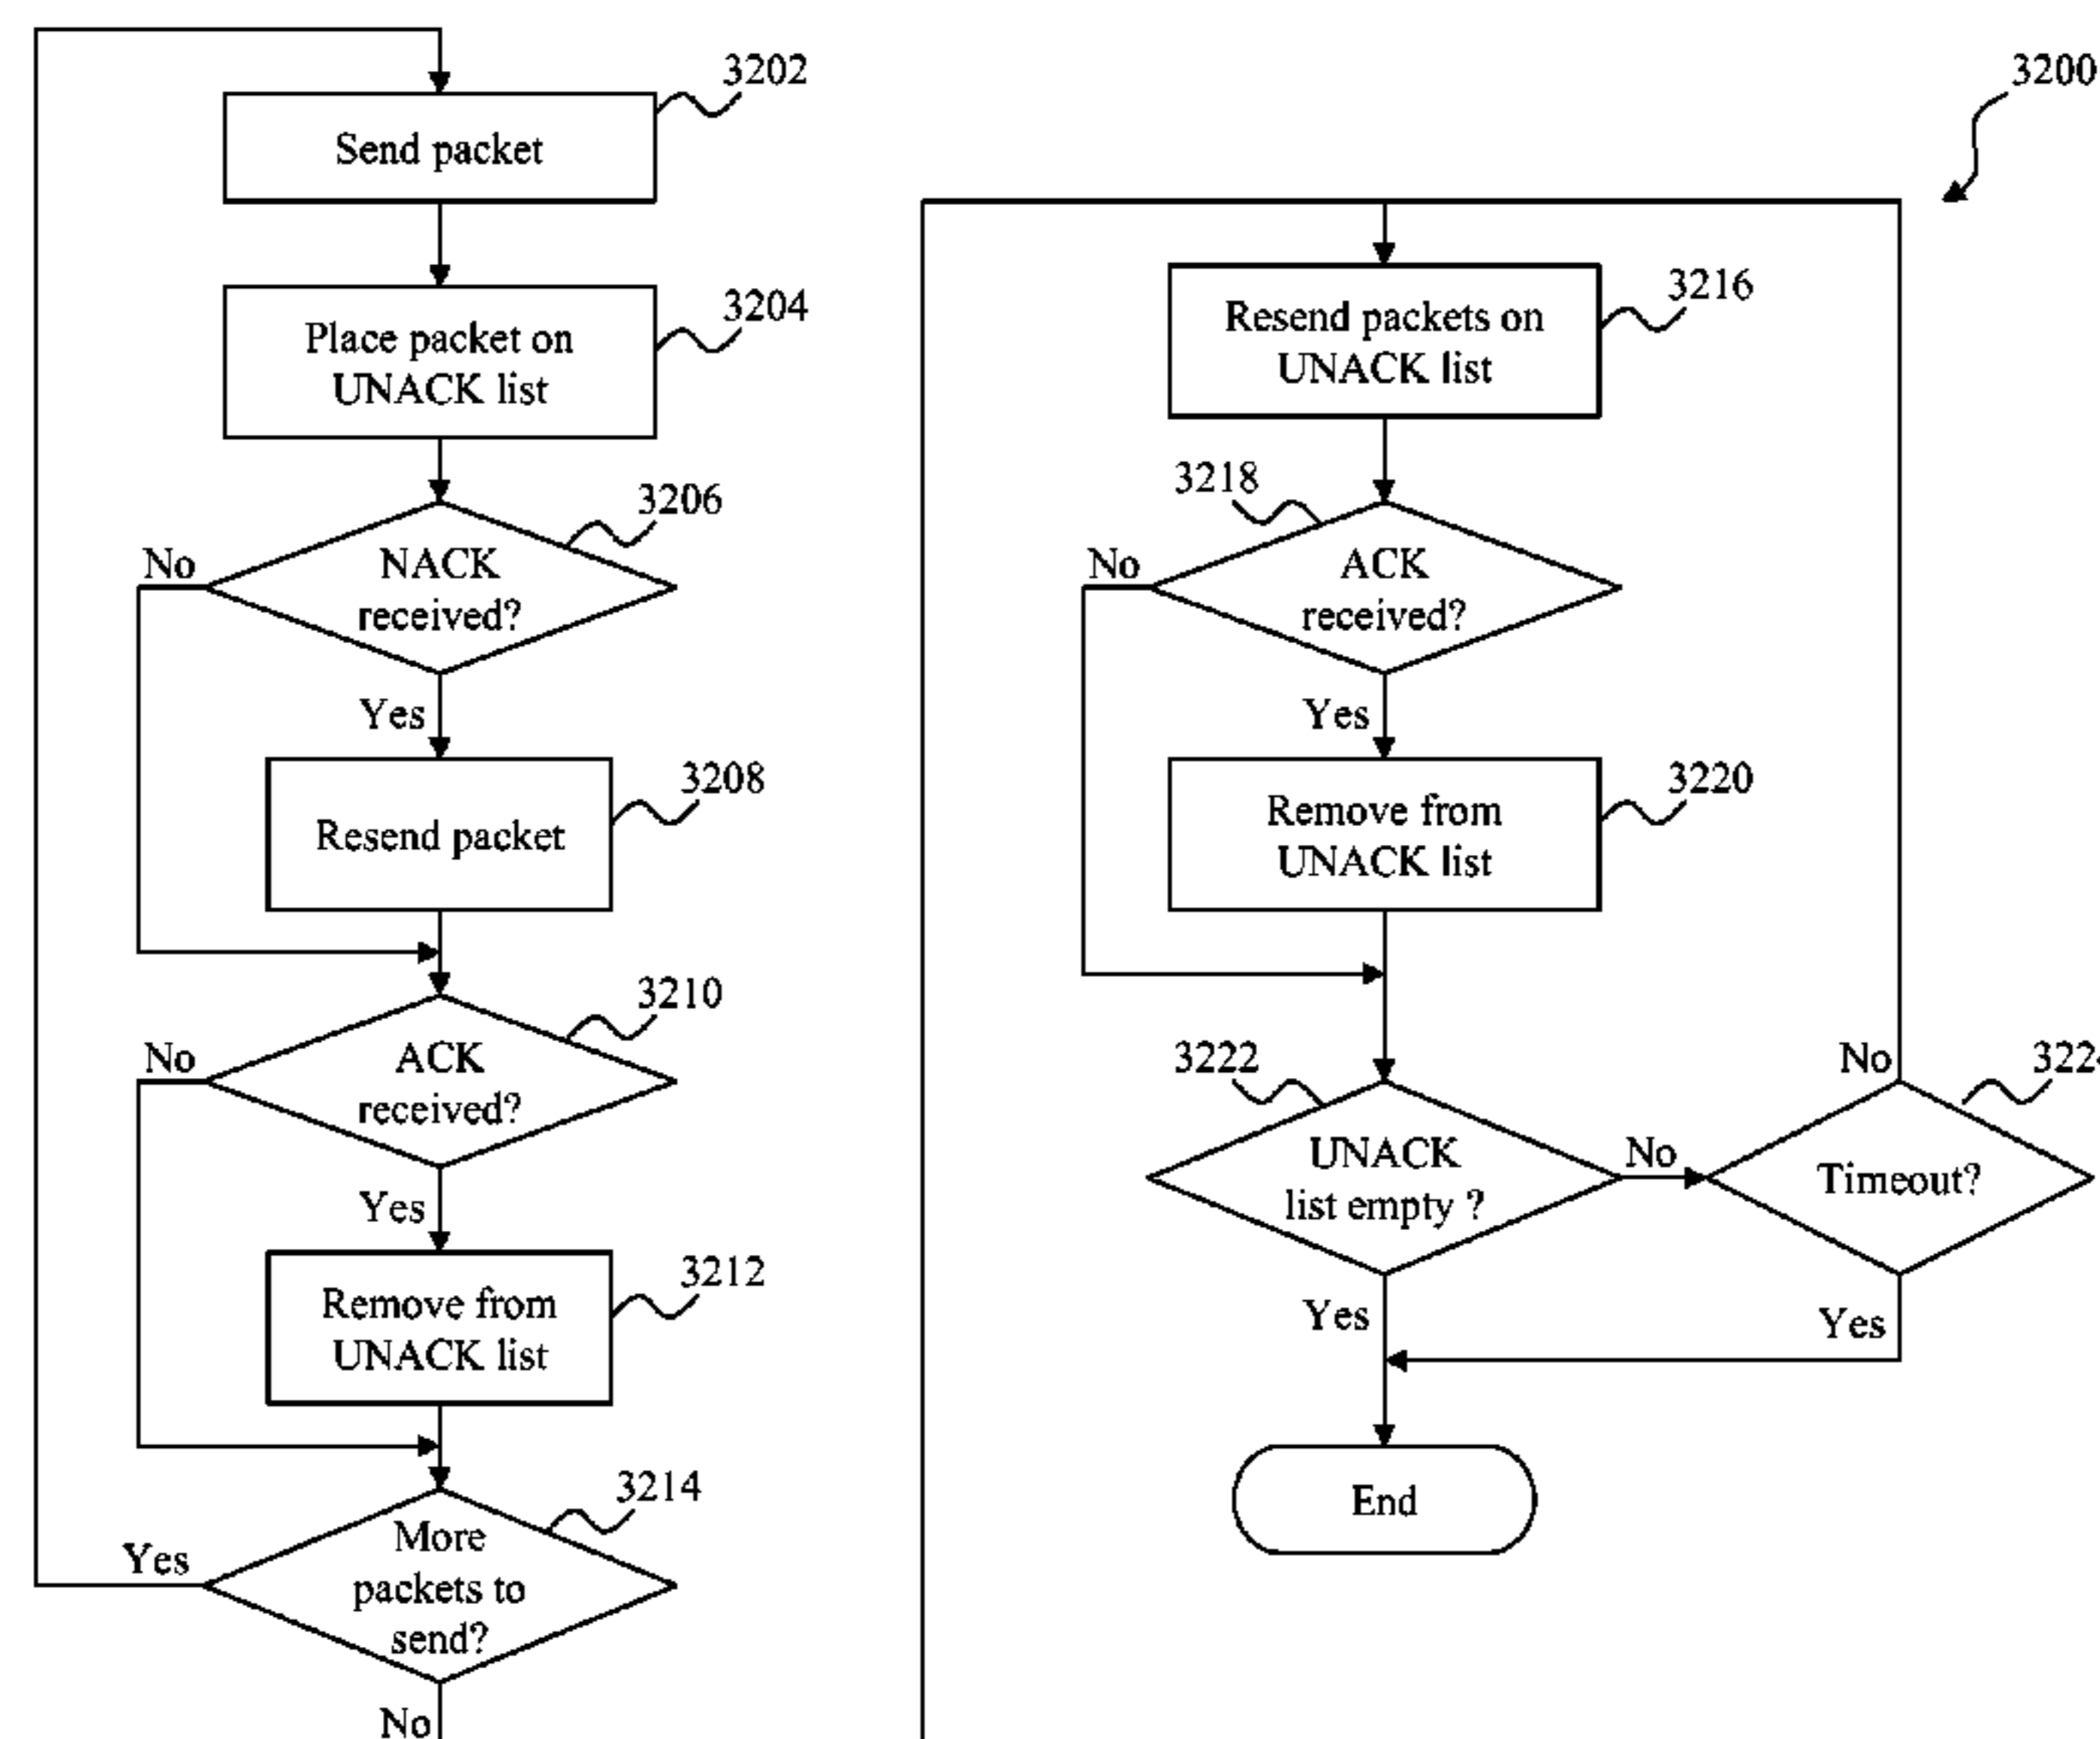 3202
Send packet
3204
Place packet on
UNACK list
3206
NACK
received?
No
Yes
3208
Resend packet
3210
ACK
received?
No
Yes
3212
Remove from
UNACK list
3214
More
packets to
send?
Yes
No
3200
3216
Resend packets on
UNACK list
3218
ACK
received?
No
Yes
3220
Remove from
UNACK list
3222
UNACK
list empty ?
No
Yes
Timeout?
No
Yes
End